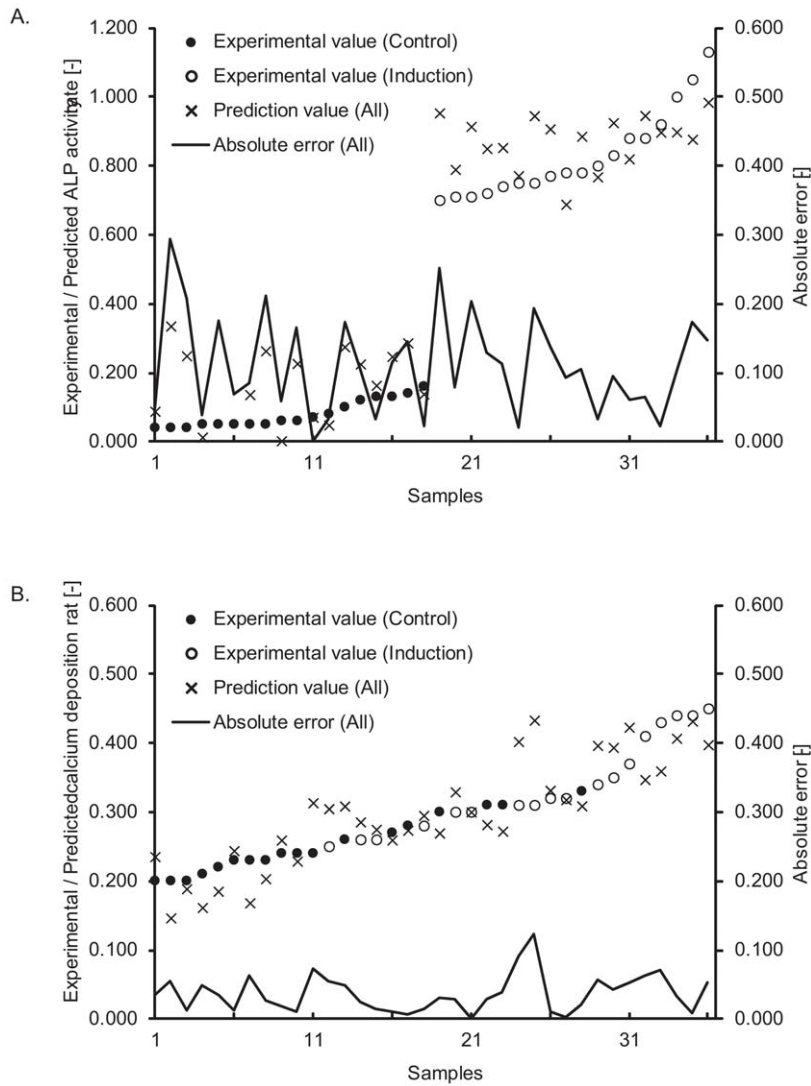 A.
Experimental / Predicted ALP activityate [-]
1.200
1.000
0.800
0.600
0.400
0.200
0.000
Experimental value (Control)
Experimental value (Induction)
Prediction value (All)
Absolute error (All)
0.600
0.500
0.400
0.300
0.200
0.100
0.000
Absolute error [-]
1
11
21
31
Samples
B.
Experimental / Predictedcalcium deposition rat [-]
0.600
0.500
0.400
0.300
0.200
0.100
0.000
Experimental value (Control)
Experimental value (Induction)
Prediction value (All)
Absolute error (All)
0.600
0.500
0.400
0.300
0.200
0.100
0.000
Absolute error [-]
1
11
21
31
Samples